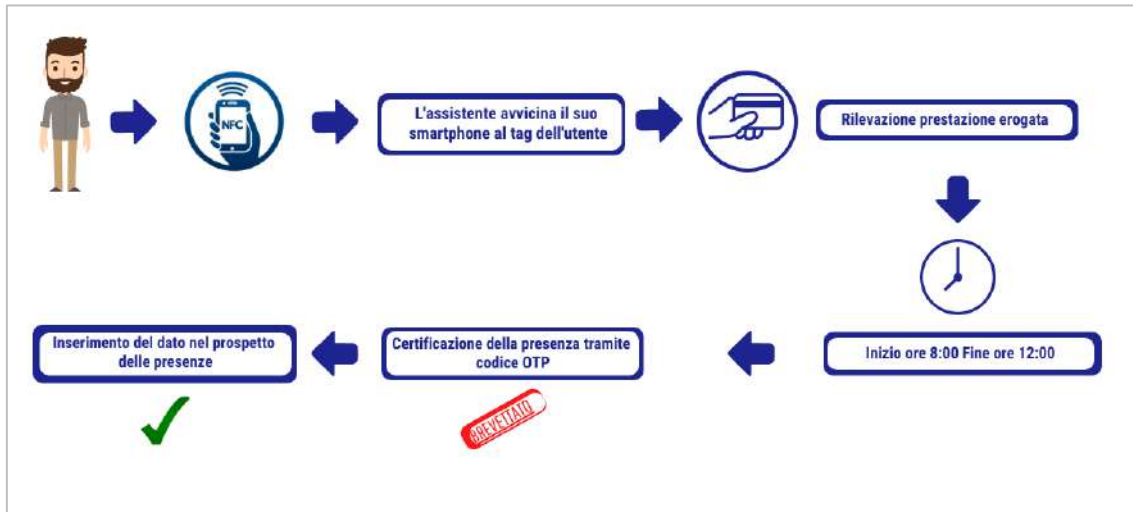 NFC
L'assistente avvicina il suo
smartphone al tag dell'utente
Rilevazione prestazione erogata
Inizio ore 8:00 Fine ore 12:00
Certificazione della presenza tramite
codice OTP
BREVETTATO
Inserimento del dato nel prospetto
delle presenze